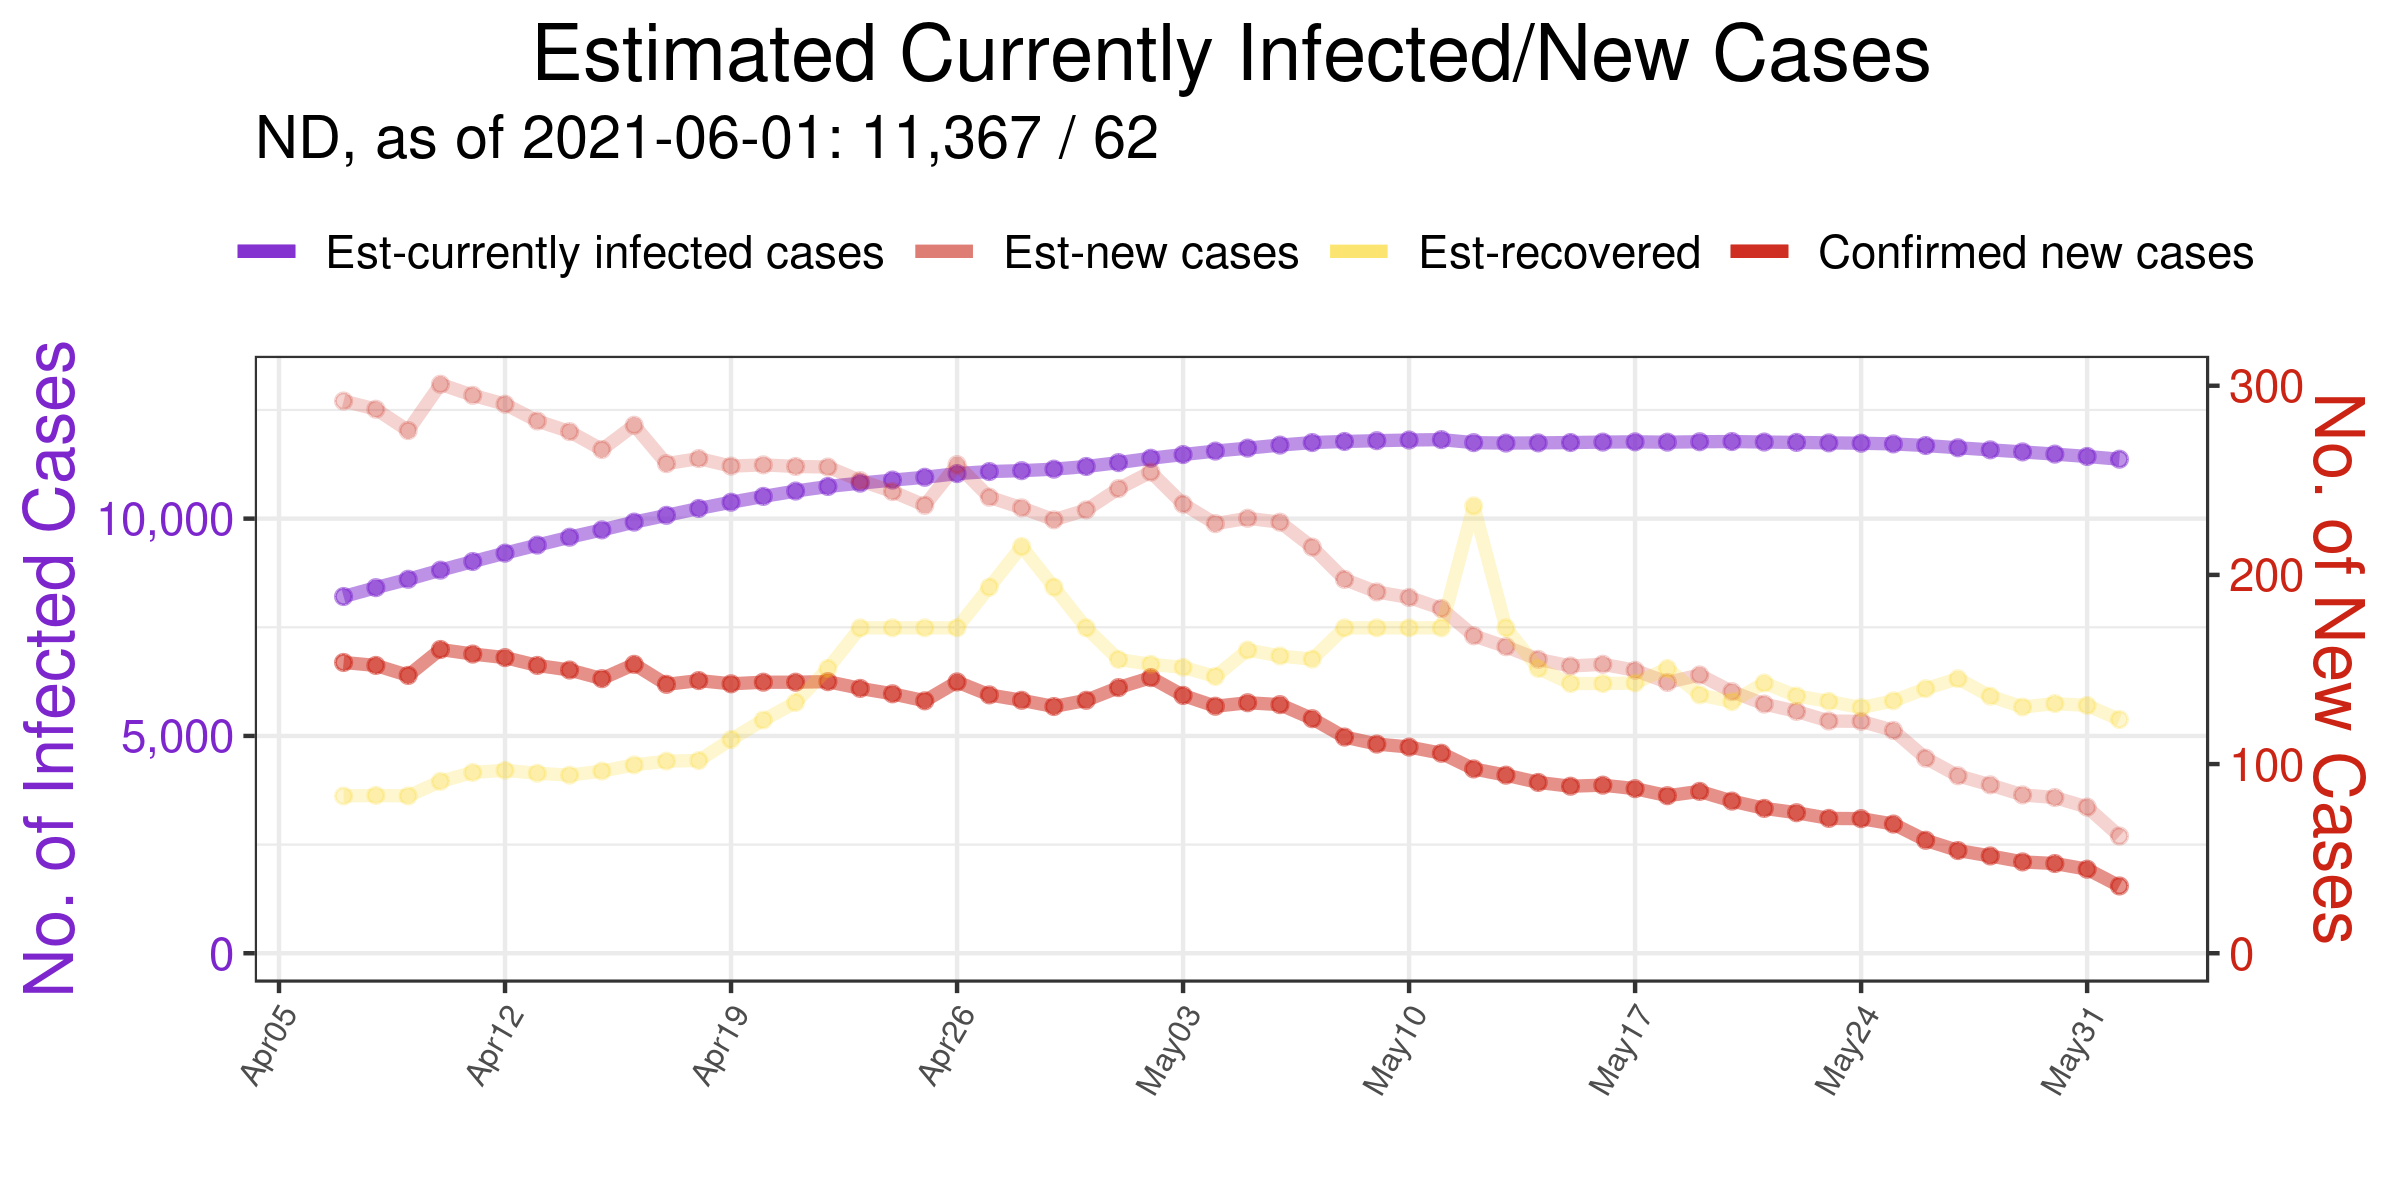 Estimated Currently Infected/New Cases
ND, as of 2021-06-01: 11,367 / 62
Est-currently infected cases Est-new cases Est-recovered Confirmed new cases
No. of Infected Cases
10,000
5,000
0
300
200
100
0
No. of New Cases
Apr05 Apr12 Apr19 Apr26 May03 May10 May17 May24 May31